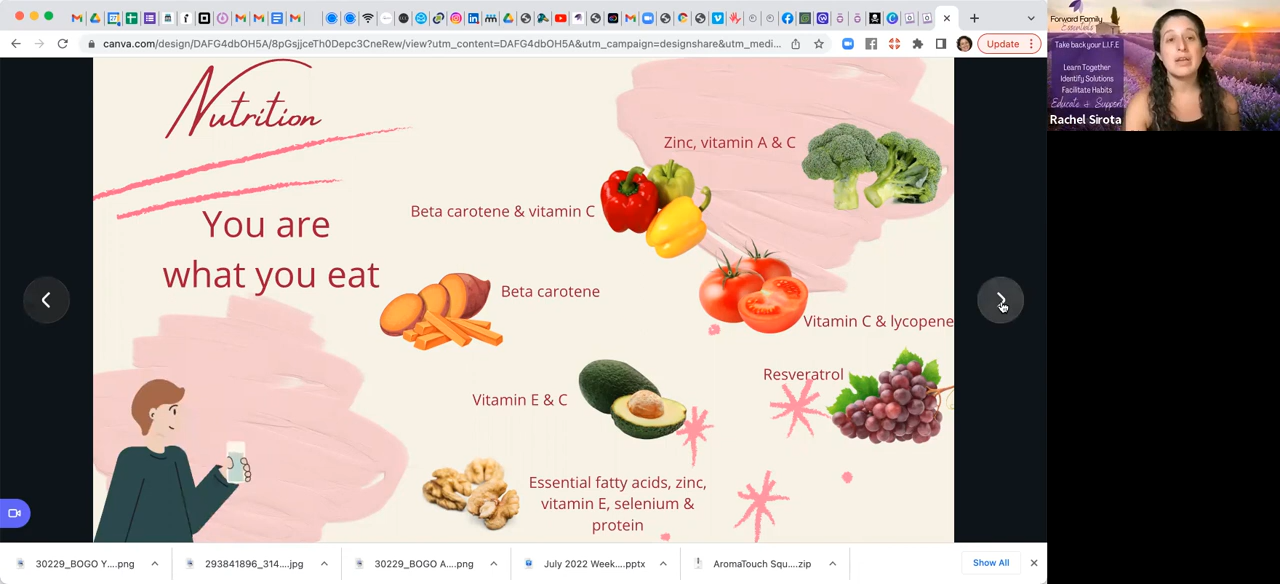 canva.com/design/DAFG4dbOH5A/8pGsjjceTh0Depc3CneRew/view?utm_content=DAFG4dbOH5A&utm_campaign=designshare&utm_medi...
Update
Nutrition
You are
what you eat
Zinc, vitamin A & C
Beta carotene & vitamin C
Beta carotene
Vitamin C & lycopene
Resveratrol
Vitamin E & C
Essential fatty acids, zinc,
vitamin E, selenium &
protein
Forward Family
Essentials
Take back your L.I.F.E
Learn Together
Identify Solutions
Facilitate Habits
Educate & Support
Rachel Sirota
30229_BOGO Y....png
293841896_314....jpg
30229_BOGO A....png
July 2022 Week....pptx
AromaTouch Squ....zip
Show All